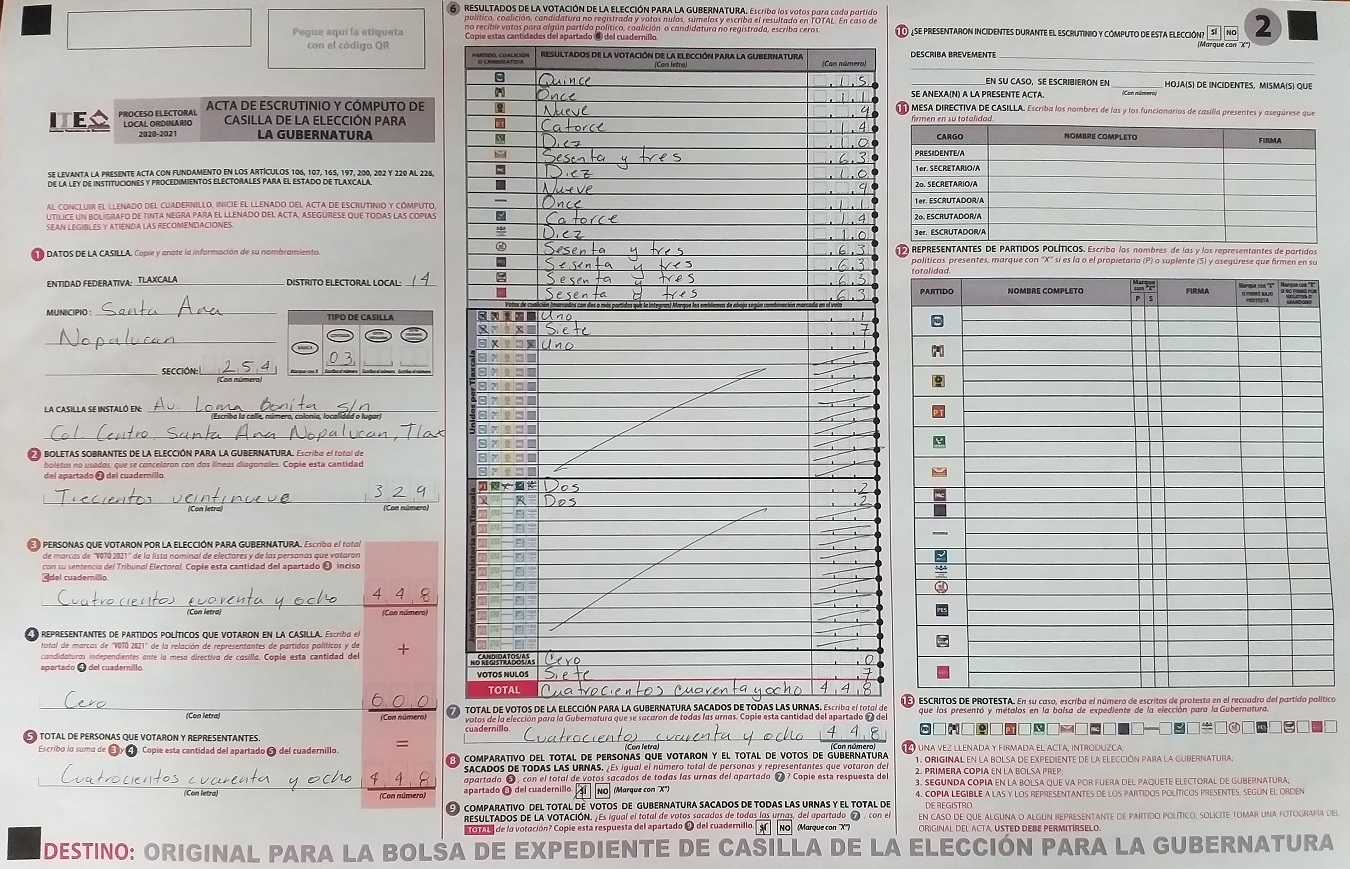 Pegue aquí la etiqueta
con el código QR
ITE
PROCESO ELECTORAL
LOCAL ORDINARIO
2020-2021
ACTA DE ESCRUTINIO Y CÓMPUTO DE
CASILLA DE LA ELECCIÓN PARA
LA GUBERNATURA
SE LEVANTA LA PRESENTE ACTA CON FUNDAMENTO EN LOS ARTÍCULOS 106, 107, 165, 197, 200, 202 Y 220 AL 226,
DE LA LEY DE INSTITUCIONES Y PROCEDIMIENTOS ELECTORALES PARA EL ESTADO DE TLAXCALA.
AL CONCLUIR EL LLENADO DEL CUADERNILLO, INICIE EL LLENADO DEL ACTA DE ESCRUTINIO Y CÓMPUTO,
UTILICE UN BOLÍGRAFO DE TINTA NEGRA PARA EL LLENADO DEL ACTA, ASEGÚRESE QUE TODAS LAS COPIAS
SEAN LEGIBLES Y ATIENDA LAS RECOMENDACIONES.
1 DATOS DE LA CASILLA. Copie y anote la información de su nombramiento.
ENTIDAD FEDERATIVA: TLAXCALA DISTRITO ELECTORAL LOCAL: 14
MUNICIPIO: Santa Ana
Nopalucan
TIPO DE CASILLA
03
SECCIÓN: 254
(Con número)
LA CASILLA SE INSTALÓ EN: Av. Loma Bonita s/n
(Escriba la calle, número, colonia, localidad o lugar)
Col. Centro, Santa Ana Nopalucan, Tlax
2 BOLETAS SOBRANTES DE LA ELECCIÓN PARA LA GUBERNATURA. Escriba el total de
boletas no usadas, que se cancelaron con dos líneas diagonales. Copie esta cantidad
del apartado 2 del cuadernillo.
Trecientos veintinueve 329
(Con letra) (Con número)
3 PERSONAS QUE VOTARON POR LA ELECCIÓN PARA GUBERNATURA. Escriba el total
de marcas de "VOTO 2021" de la lista nominal de electores y de las personas que votaron
con su sentencia del Tribunal Electoral. Copie esta cantidad del apartado 3 inciso
C del cuadernillo.
Cuatrocientos cuarenta y ocho 448
(Con letra) (Con número)
4 REPRESENTANTES DE PARTIDOS POLÍTICOS QUE VOTARON EN LA CASILLA. Escriba el
total de marcas de "VOTO 2021" de la relación de representantes de partidos políticos y de
candidaturas independientes ante la mesa directiva de casilla. Copie esta cantidad del
apartado 4 del cuadernillo.
+
Cero 000
(Con letra) (Con número)
5 TOTAL DE PERSONAS QUE VOTARON Y REPRESENTANTES.
Escriba la suma de 3 y 4 Copie esta cantidad del apartado 5 del cuadernillo.
=
Cuatrocientos cuarenta y ocho 448
(Con letra) (Con número)
6 RESULTADOS DE LA VOTACIÓN DE LA ELECCIÓN PARA LA GUBERNATURA. Escriba los votos para cada partido
político, coalición, candidatura no registrada y votos nulos, súmelos y escriba el resultado en TOTAL. En caso de
no recibir votos para algún partido político, coalición o candidatura no registrada, escriba ceros.
Copie estas cantidades del apartado 6 del cuadernillo.
PARTIDO, COALICIÓN O CANDIDATO/A RESULTADOS DE LA VOTACIÓN DE LA ELECCIÓN PARA LA GUBERNATURA
(Con letra) (Con número)
Quince 15
Once 11
Nueve 9
Catorce 14
Diez 10
Sesenta y tres 63
Diez 10
Nueve 9
Once 11
Catorce 14
Diez 10
Sesenta y tres 63
Sesenta y tres 63
Sesenta y tres 63
Sesenta y tres 63
Votos de coalición (marcados con dos o más partidos que la integran) Marque los emblemas de abajo según combinación marcada en el voto
Unidos por Tlaxcala
Uno 1
Siete 7
Uno 1
Juntos haremos historia en Tlaxcala
Dos 2
Dos 2
CANDIDATOS/AS
NO REGISTRADOS/AS Cero 0
VOTOS NULOS Siete 7
TOTAL Cuatrocientos cuarenta y ocho 448
7 TOTAL DE VOTOS DE LA ELECCIÓN PARA LA GUBERNATURA SACADOS DE TODAS LAS URNAS. Escriba el total de
votos de la elección para la Gubernatura que se sacaron de todas las urnas. Copie esta cantidad del apartado 7 del
cuadernillo.
Cuatrocientos cuarenta y ocho 448
(Con letra) (Con número)
8 COMPARATIVO DEL TOTAL DE PERSONAS QUE VOTARON Y EL TOTAL DE VOTOS DE GUBERNATURA
SACADOS DE TODAS LAS URNAS. ¿Es igual el número total de personas y representantes que votaron del
apartado 5, con el total de votos sacados de todas las urnas del apartado 7? Copie esta respuesta del
apartado 8 del cuadernillo. SÍ NO (Marque con "X")
9 COMPARATIVO DEL TOTAL DE VOTOS DE GUBERNATURA SACADOS DE TODAS LAS URNAS Y EL TOTAL DE
RESULTADOS DE LA VOTACIÓN. ¿Es igual el total de votos sacados de todas las urnas, del apartado 7, con el
TOTAL de la votación? Copie esta respuesta del apartado 9 del cuadernillo. SÍ NO (Marque con "X")
2
10 ¿SE PRESENTARON INCIDENTES DURANTE EL ESCRUTINIO Y CÓMPUTO DE ESTA ELECCIÓN? SÍ NO
(Marque con "X")
DESCRIBA BREVEMENTE
EN SU CASO, SE ESCRIBIERON EN HOJA(S) DE INCIDENTES, MISMA(S) QUE
(Con número)
SE ANEXA(N) A LA PRESENTE ACTA.
11 MESA DIRECTIVA DE CASILLA. Escriba los nombres de las y los funcionarios de casilla presentes y asegúrese que
firmen en su totalidad.
CARGO NOMBRE COMPLETO FIRMA
PRESIDENTE/A
1er. SECRETARIO/A
2o. SECRETARIO/A
1er. ESCRUTADOR/A
2o. ESCRUTADOR/A
3er. ESCRUTADOR/A
12 REPRESENTANTES DE PARTIDOS POLÍTICOS. Escriba los nombres de las y los representantes de partidos
políticos presentes, marque con "X" si es la o el propietaria (P) o suplente (S) y asegúrese que firmen en su
totalidad.
PARTIDO NOMBRE COMPLETO Marque con "X" P S FIRMA
PT
PAC
PES
13 ESCRITOS DE PROTESTA. En su caso, escriba el número de escritos de protesta en el recuadro del partido político
que los presentó y métalos en la bolsa de expediente de la elección para la Gubernatura.
14 UNA VEZ LLENADA Y FIRMADA EL ACTA, INTRODUZCA:
1. ORIGINAL EN LA BOLSA DE EXPEDIENTE DE LA ELECCIÓN PARA LA GUBERNATURA;
2. PRIMERA COPIA EN LA BOLSA PREP;
3. SEGUNDA COPIA EN LA BOLSA QUE VA POR FUERA DEL PAQUETE ELECTORAL DE GUBERNATURA;
4. COPIA LEGIBLE A LAS Y LOS REPRESENTANTES DE LOS PARTIDOS POLÍTICOS PRESENTES, SEGÚN EL ORDEN
DE REGISTRO.
EN CASO DE QUE ALGUNA O ALGÚN REPRESENTANTE DE PARTIDO POLÍTICO, SOLICITE TOMAR UNA FOTOGRAFÍA DEL
ORIGINAL DEL ACTA, USTED DEBE PERMITÍRSELO.
DESTINO: ORIGINAL PARA LA BOLSA DE EXPEDIENTE DE CASILLA DE LA ELECCIÓN PARA LA GUBERNATURA